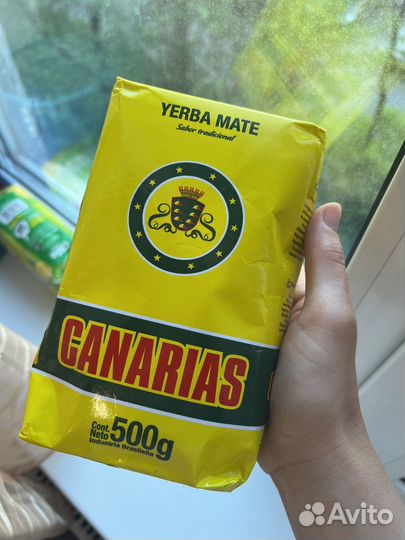 YERBA MATE
Sabor tradicional
CANARIAS
Cont.
Neto 500g
Industria Brasileña
Avito